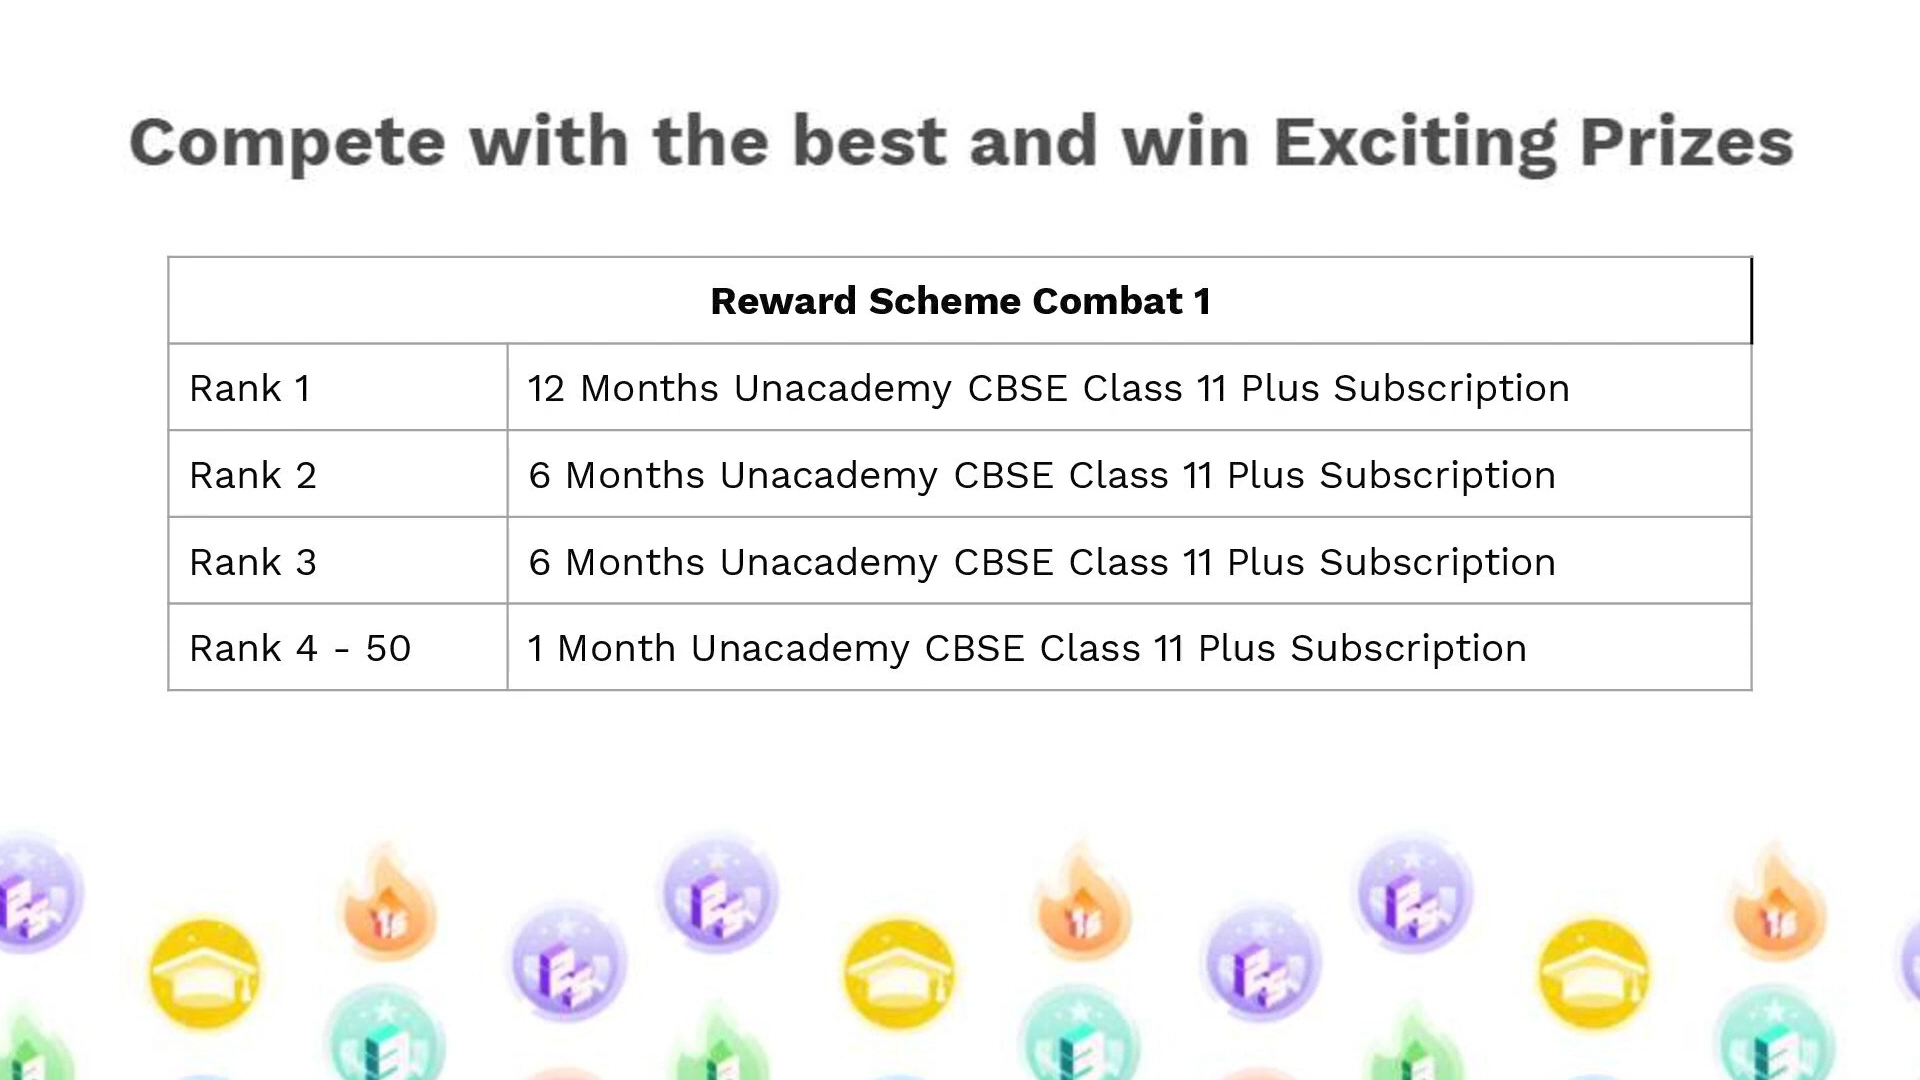 Compete with the best and win Exciting Prizes
Reward Scheme Combat 1
Rank 1 12 Months Unacademy CBSE Class 11 Plus Subscription
Rank 2 6 Months Unacademy CBSE Class 11 Plus Subscription
Rank 3 6 Months Unacademy CBSE Class 11 Plus Subscription
Rank 4 - 50 1 Month Unacademy CBSE Class 11 Plus Subscription